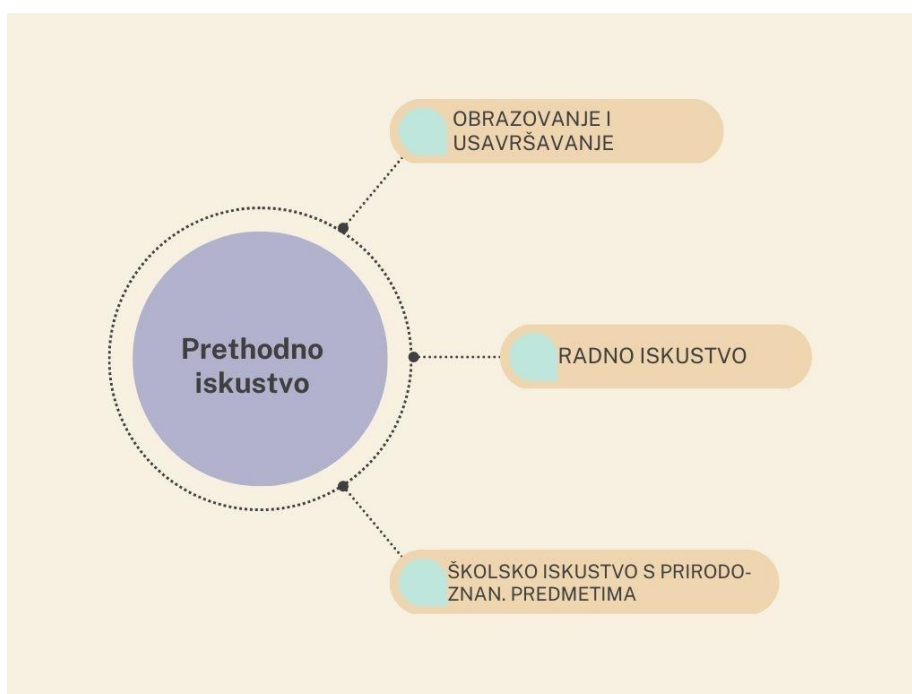 OBRAZOVANJE I
USAVRŠAVANJE
Prethodno
iskustvo
RADNO ISKUSTVO
ŠKOLSKO ISKUSTVO S PRIRODO-
ZNAN. PREDMETIMA